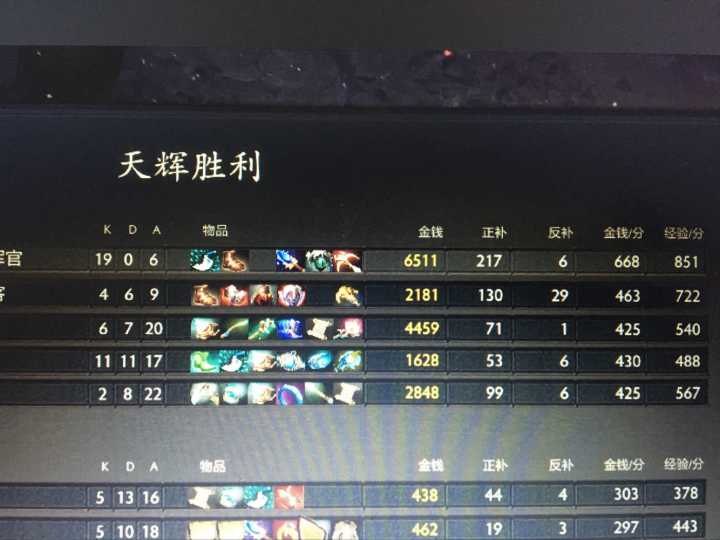 天辉胜利
K D A 物品 金钱 正补 反补 金钱/分 经验/分
官 19 0 6 6511 217 6 668 851
4 6 9 2181 130 29 463 722
6 7 20 4459 71 1 425 540
11 11 17 1628 53 6 430 488
2 8 22 2848 99 6 425 567
K D A 物品 金钱 正补 反补 金钱/分 经验/分
5 13 16 438 44 4 303 378
5 10 18 462 19 3 297 443